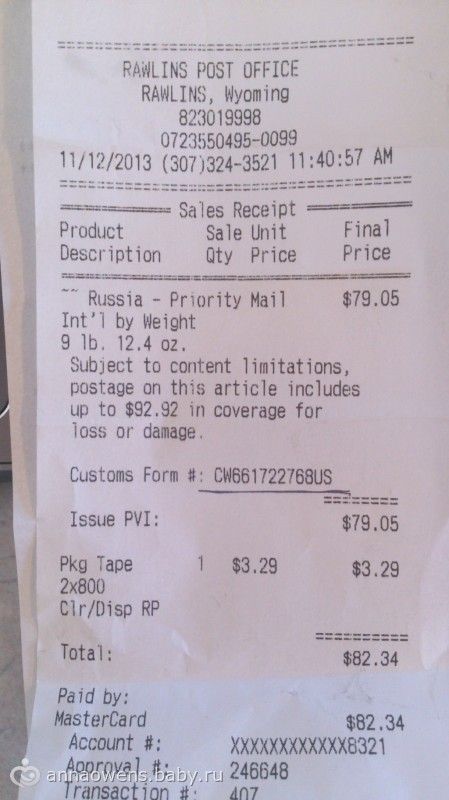 RAWLINS POST OFFICE
RAWLINS, Wyoming
823019998
0723550495-0099
11/12/2013 (307)324-3521 11:40:57 AM
Sales Receipt
Product Sale Unit Final
Description Qty Price Price
~~ Russia - Priority Mail $79.05
Int'l by Weight
9 lb. 12.4 oz.
Subject to content limitations,
postage on this article includes
up to $92.92 in coverage for
loss or damage.
Customs Form #: CW661722768US
Issue PVI: $79.05
Pkg Tape 1 $3.29 $3.29
2x800
Clr/Disp RP
Total: $82.34
Paid by:
MasterCard $82.34
Account #: XXXXXXXXXXXX8321
Approval #: 246648
Transaction #: 407
annaowens.baby.ru